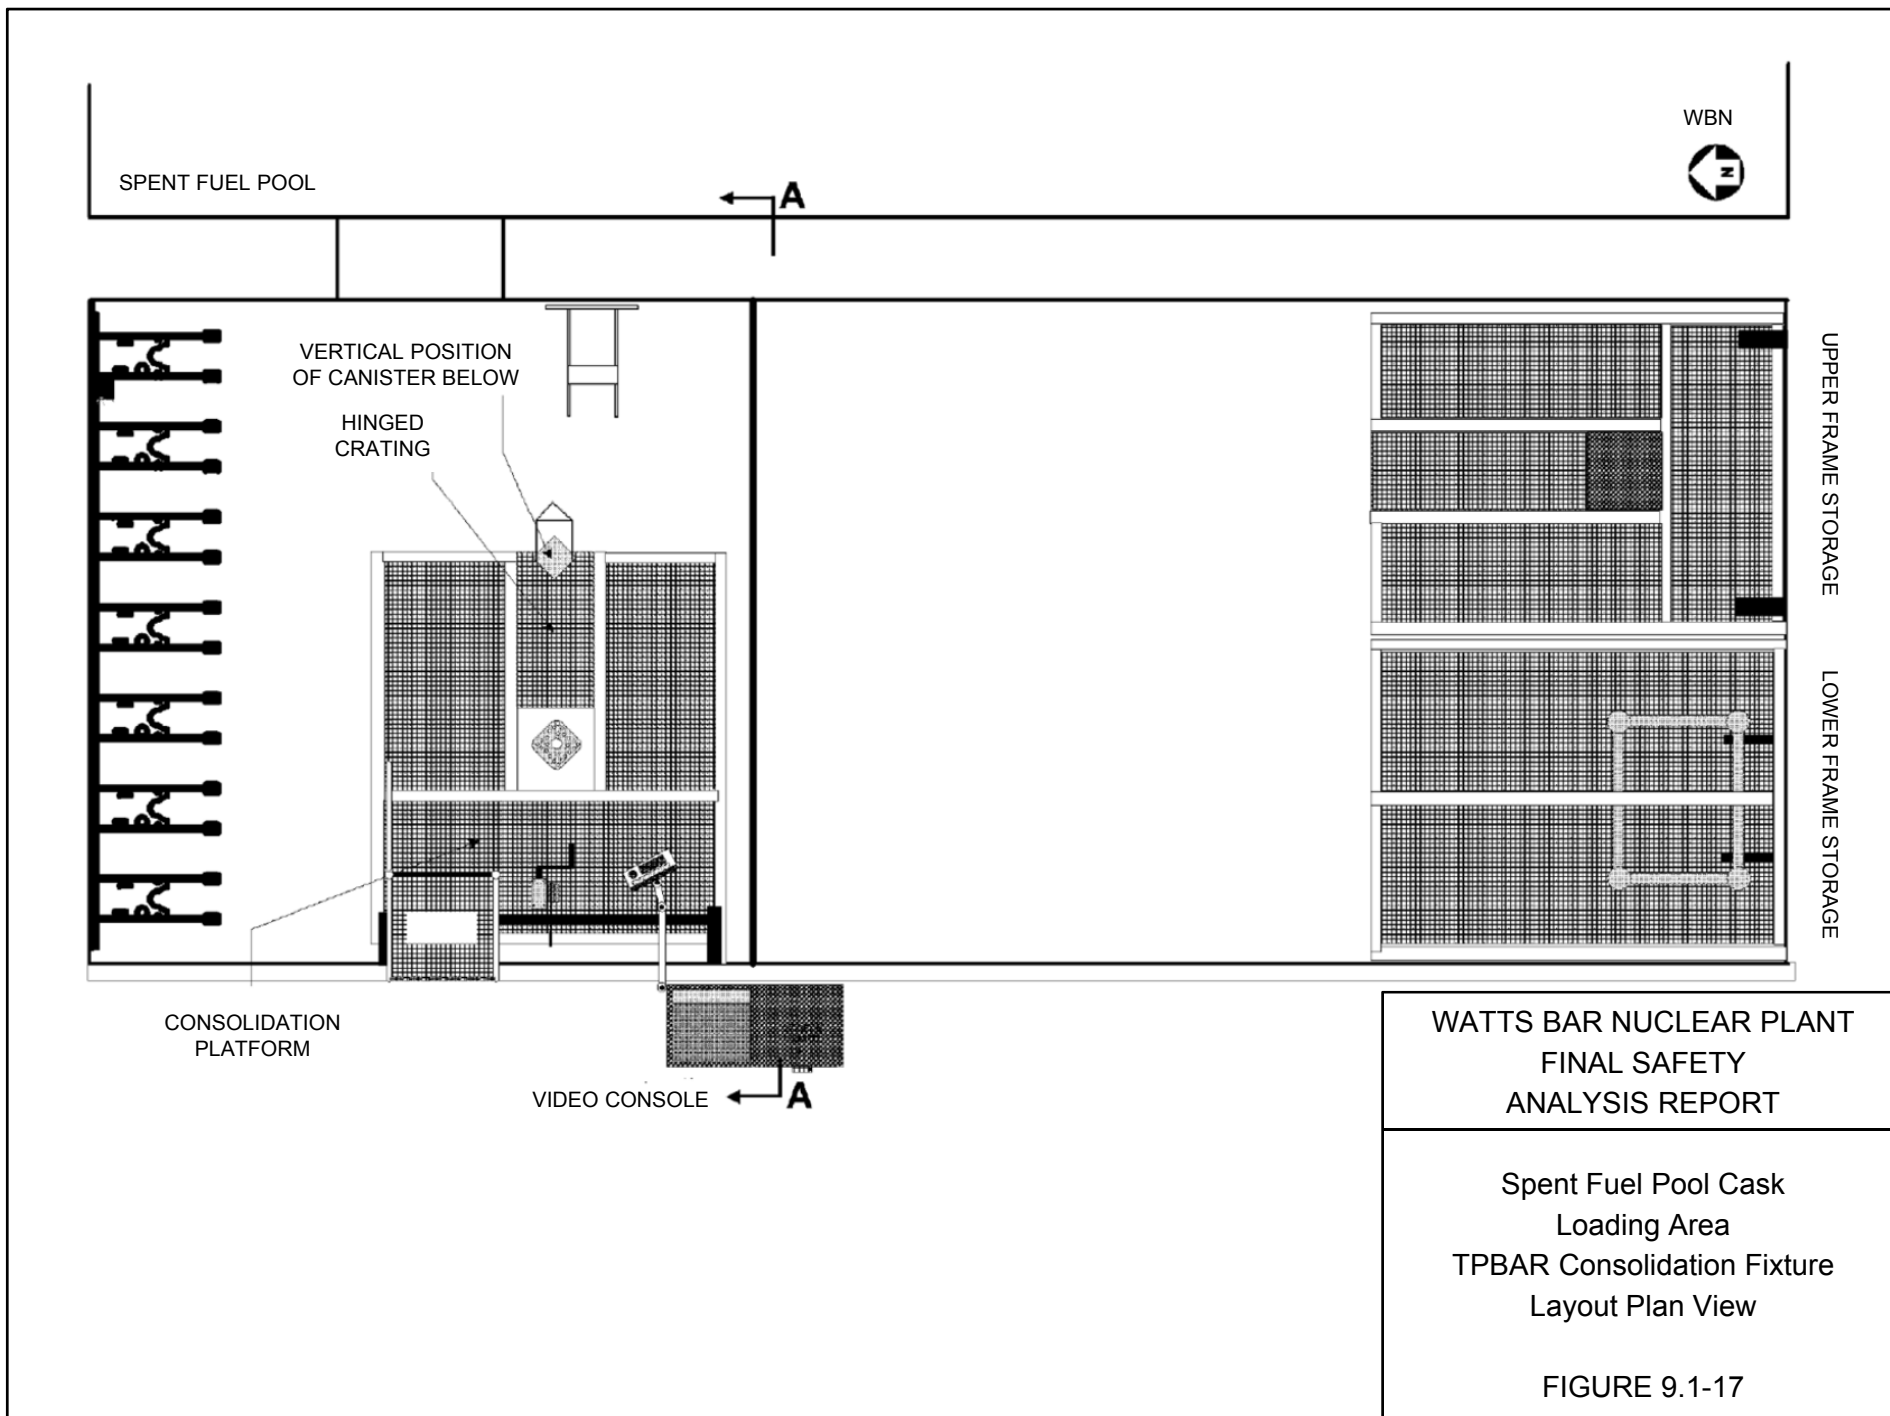 WBN
N
SPENT FUEL POOL
A
VERTICAL POSITION
OF CANISTER BELOW
HINGED
CRATING
UPPER FRAME STORAGE
LOWER FRAME STORAGE
CONSOLIDATION
PLATFORM
VIDEO CONSOLE
A
WATTS BAR NUCLEAR PLANT
FINAL SAFETY
ANALYSIS REPORT
Spent Fuel Pool Cask
Loading Area
TPBAR Consolidation Fixture
Layout Plan View
FIGURE 9.1-17